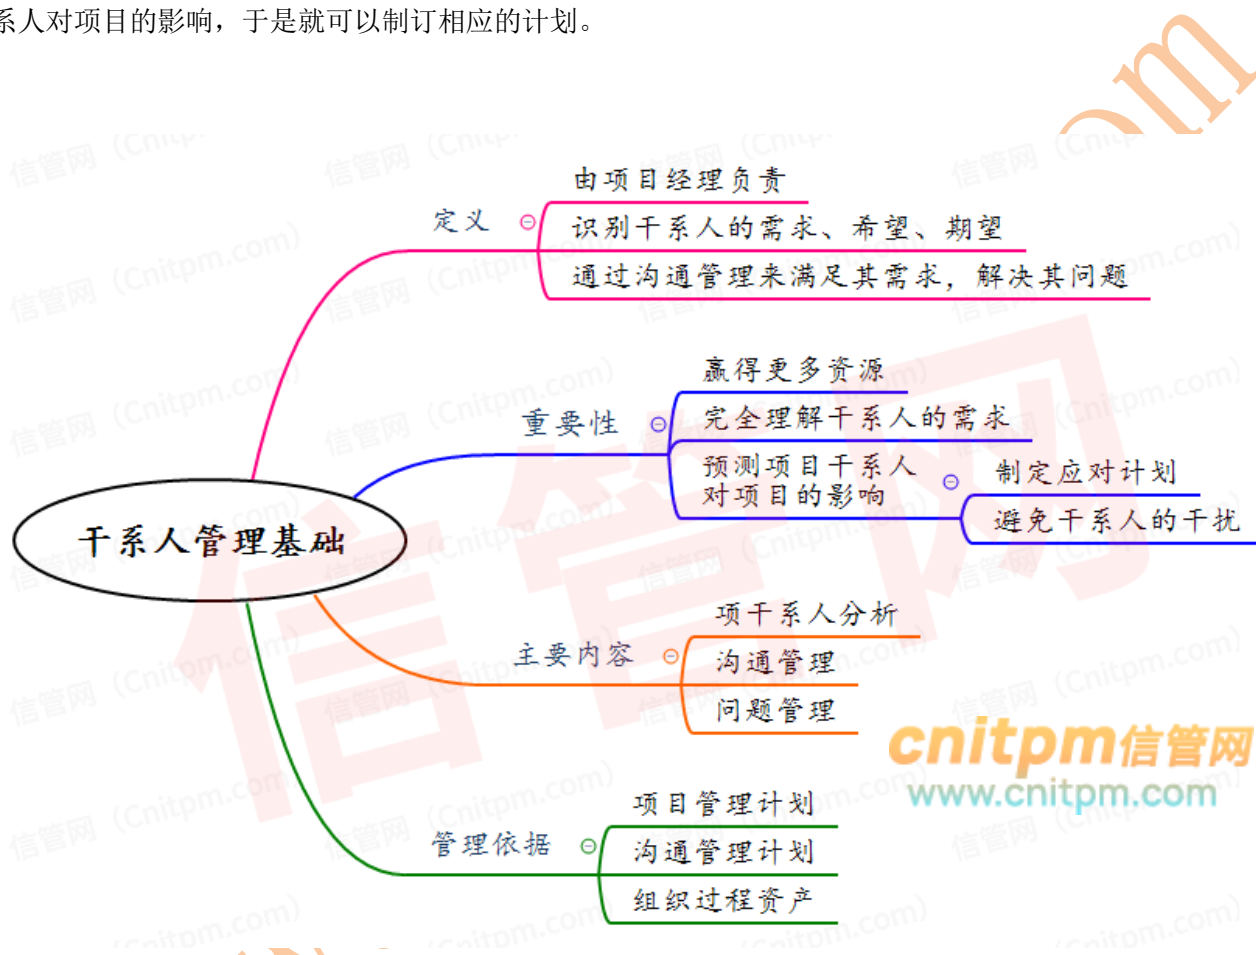 系人对项目的影响，于是就可以制订相应的计划。
由项目经理负责
定义
识别干系人的需求、希望、期望
通过沟通管理来满足其需求，解决其问题
赢得更多资源
重要性
完全理解干系人的需求
预测项目干系人
对项目的影响
制定应对计划
避免干系人的干扰
干系人管理基础
项干系人分析
主要内容
沟通管理
问题管理
cnitpm信管网
www.cnitpm.com
项目管理计划
管理依据
沟通管理计划
组织过程资产
信管网
信管网（Cnitpm.com）